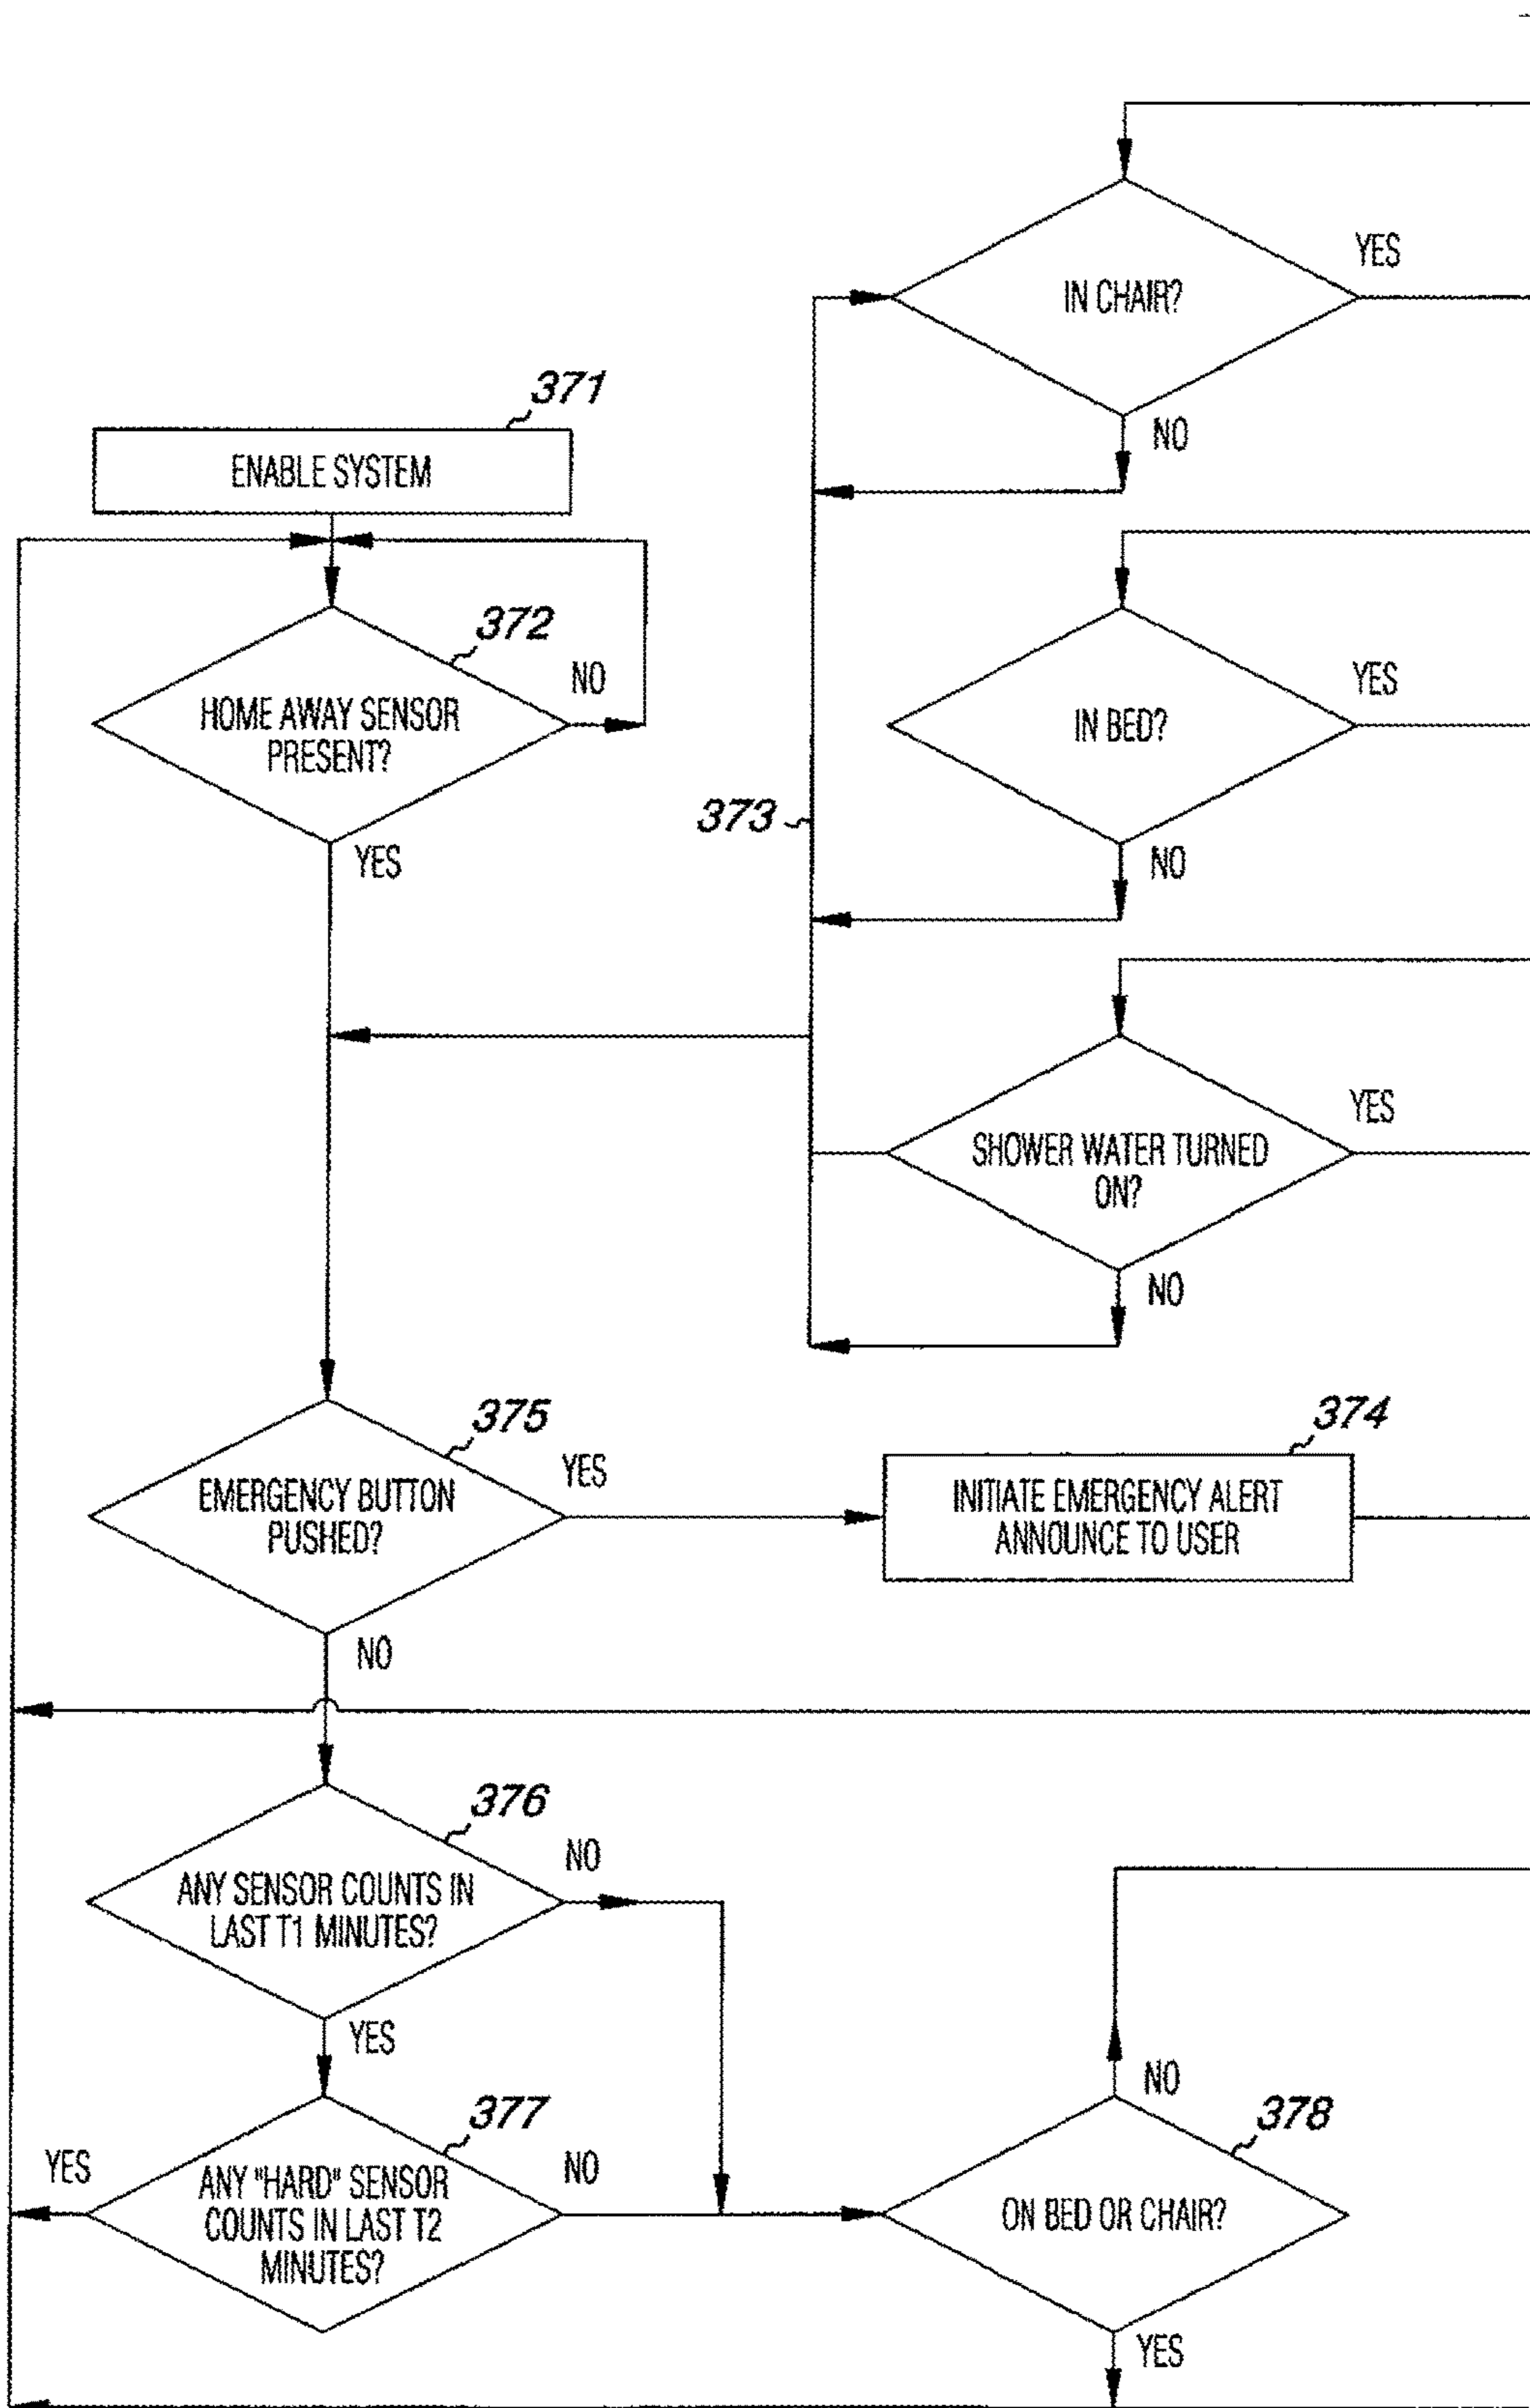 IN CHAIR?
YES
NO
371
ENABLE SYSTEM
372
HOME AWAY SENSOR
PRESENT?
NO
YES
373
IN BED?
YES
NO
SHOWER WATER TURNED
ON?
YES
NO
375
EMERGENCY BUTTON
PUSHED?
YES
NO
374
INITIATE EMERGENCY ALERT
ANNOUNCE TO USER
376
ANY SENSOR COUNTS IN
LAST T1 MINUTES?
NO
YES
377
ANY "HARD" SENSOR
COUNTS IN LAST T2
MINUTES?
YES
NO
378
ON BED OR CHAIR?
NO
YES